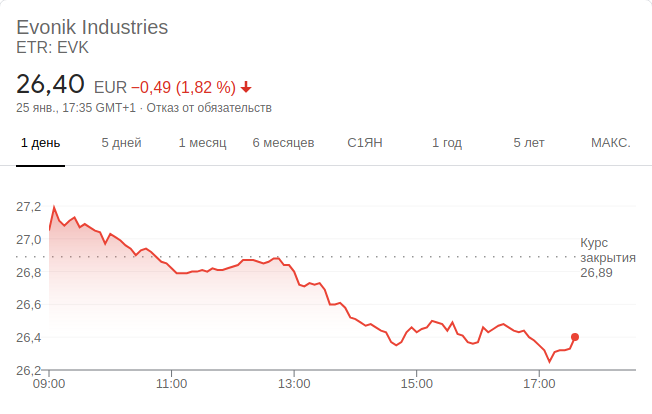 Evonik Industries
ETR: EVK
26,40 EUR −0,49 (1,82 %)
25 янв., 17:35 GMT+1 · Отказ от обязательств
1 день 5 дней 1 месяц 6 месяцев С1ЯН 1 год 5 лет МАКС.
27,2
27,0
Курс
закрытия
26,89
26,8
26,6
26,4
26,2
09:00 11:00 13:00 15:00 17:00